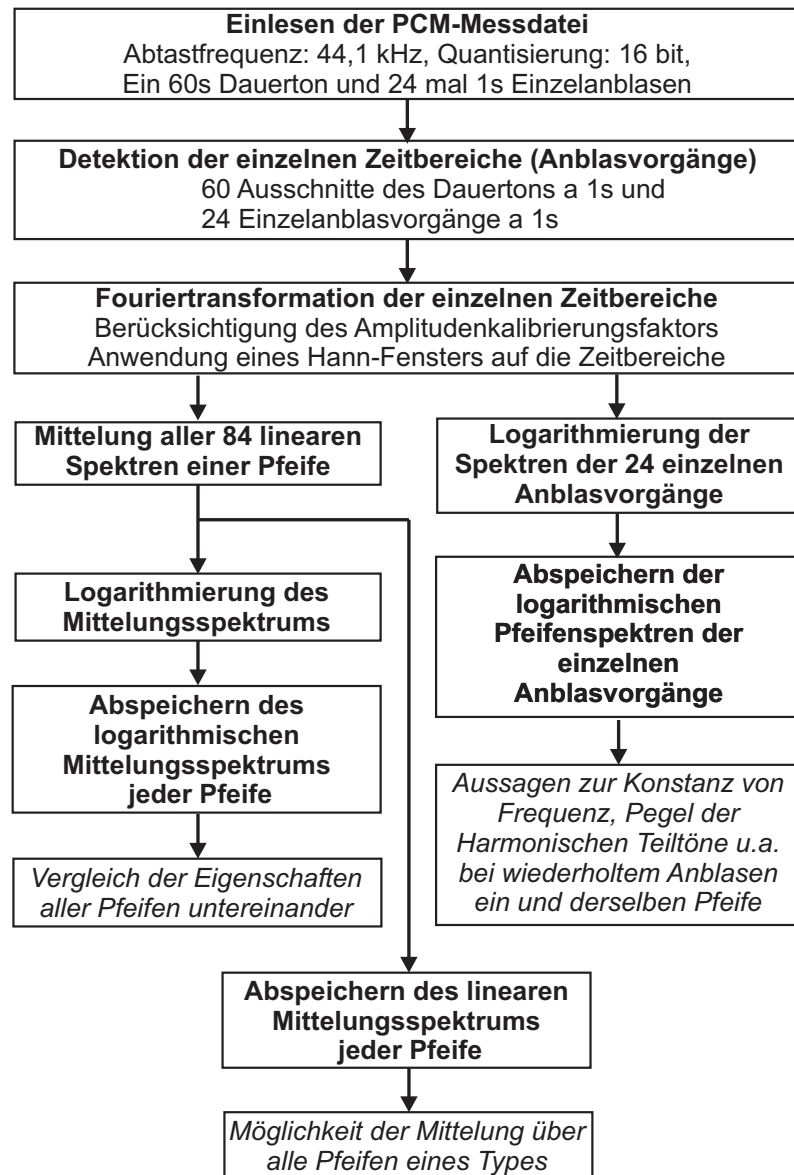 Einlesen der PCM-Messdatei
Abtastfrequenz: 44,1 kHz, Quantisierung: 16 bit,
Ein 60s Dauerton und 24 mal 1s Einzelanblasen
Detektion der einzelnen Zeitbereiche (Anblasvorgänge)
60 Ausschnitte des Dauertons a 1s und
24 Einzelanblasvorgänge a 1s
Fouriertransformation der einzelnen Zeitbereiche
Berücksichtigung des Amplitudenkalibrierungsfaktors
Anwendung eines Hann-Fensters auf die Zeitbereiche
Mittelung aller 84 linearen
Spektren einer Pfeife
Logarithmierung des
Mittelungsspektrums
Abspeichern des
logarithmischen
Mittelungsspektrums
jeder Pfeife
Vergleich der Eigenschaften
aller Pfeifen untereinander
Logarithmierung der
Spektren der 24 einzelnen
Anblasvorgänge
Abspeichern der
logarithmischen
Pfeifenspektren der
einzelnen
Anblasvorgänge
Aussagen zur Konstanz von
Frequenz, Pegel der
Harmonischen Teiltöne u.a.
bei wiederholtem Anblasen
ein und derselben Pfeife
Abspeichern des linearen
Mittelungsspektrums
jeder Pfeife
Möglichkeit der Mittelung über
alle Pfeifen eines Types